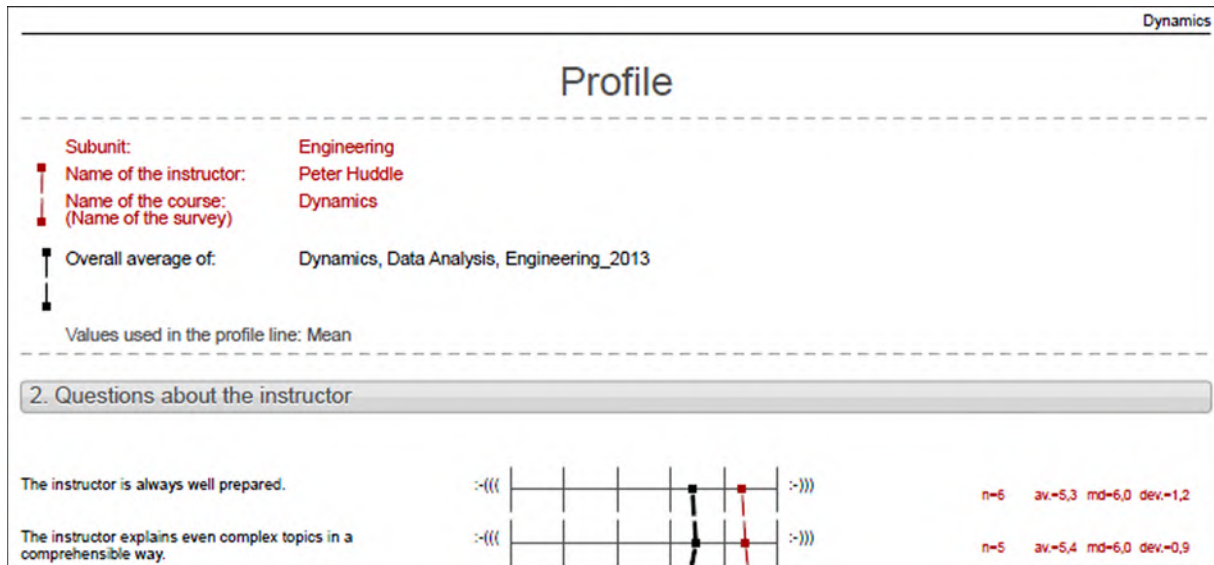 Dynamics
Profile
Subunit: Engineering
Name of the instructor: Peter Huddle
Name of the course: Dynamics
(Name of the survey)
Overall average of: Dynamics, Data Analysis, Engineering_2013
Values used in the profile line: Mean
2. Questions about the instructor
The instructor is always well prepared. :-((( :-))) n=6 av.=5,3 md=6,0 dev.=1,2
The instructor explains even complex topics in a
comprehensible way. :-((( :-))) n=5 av.=5,4 md=6,0 dev.=0,9